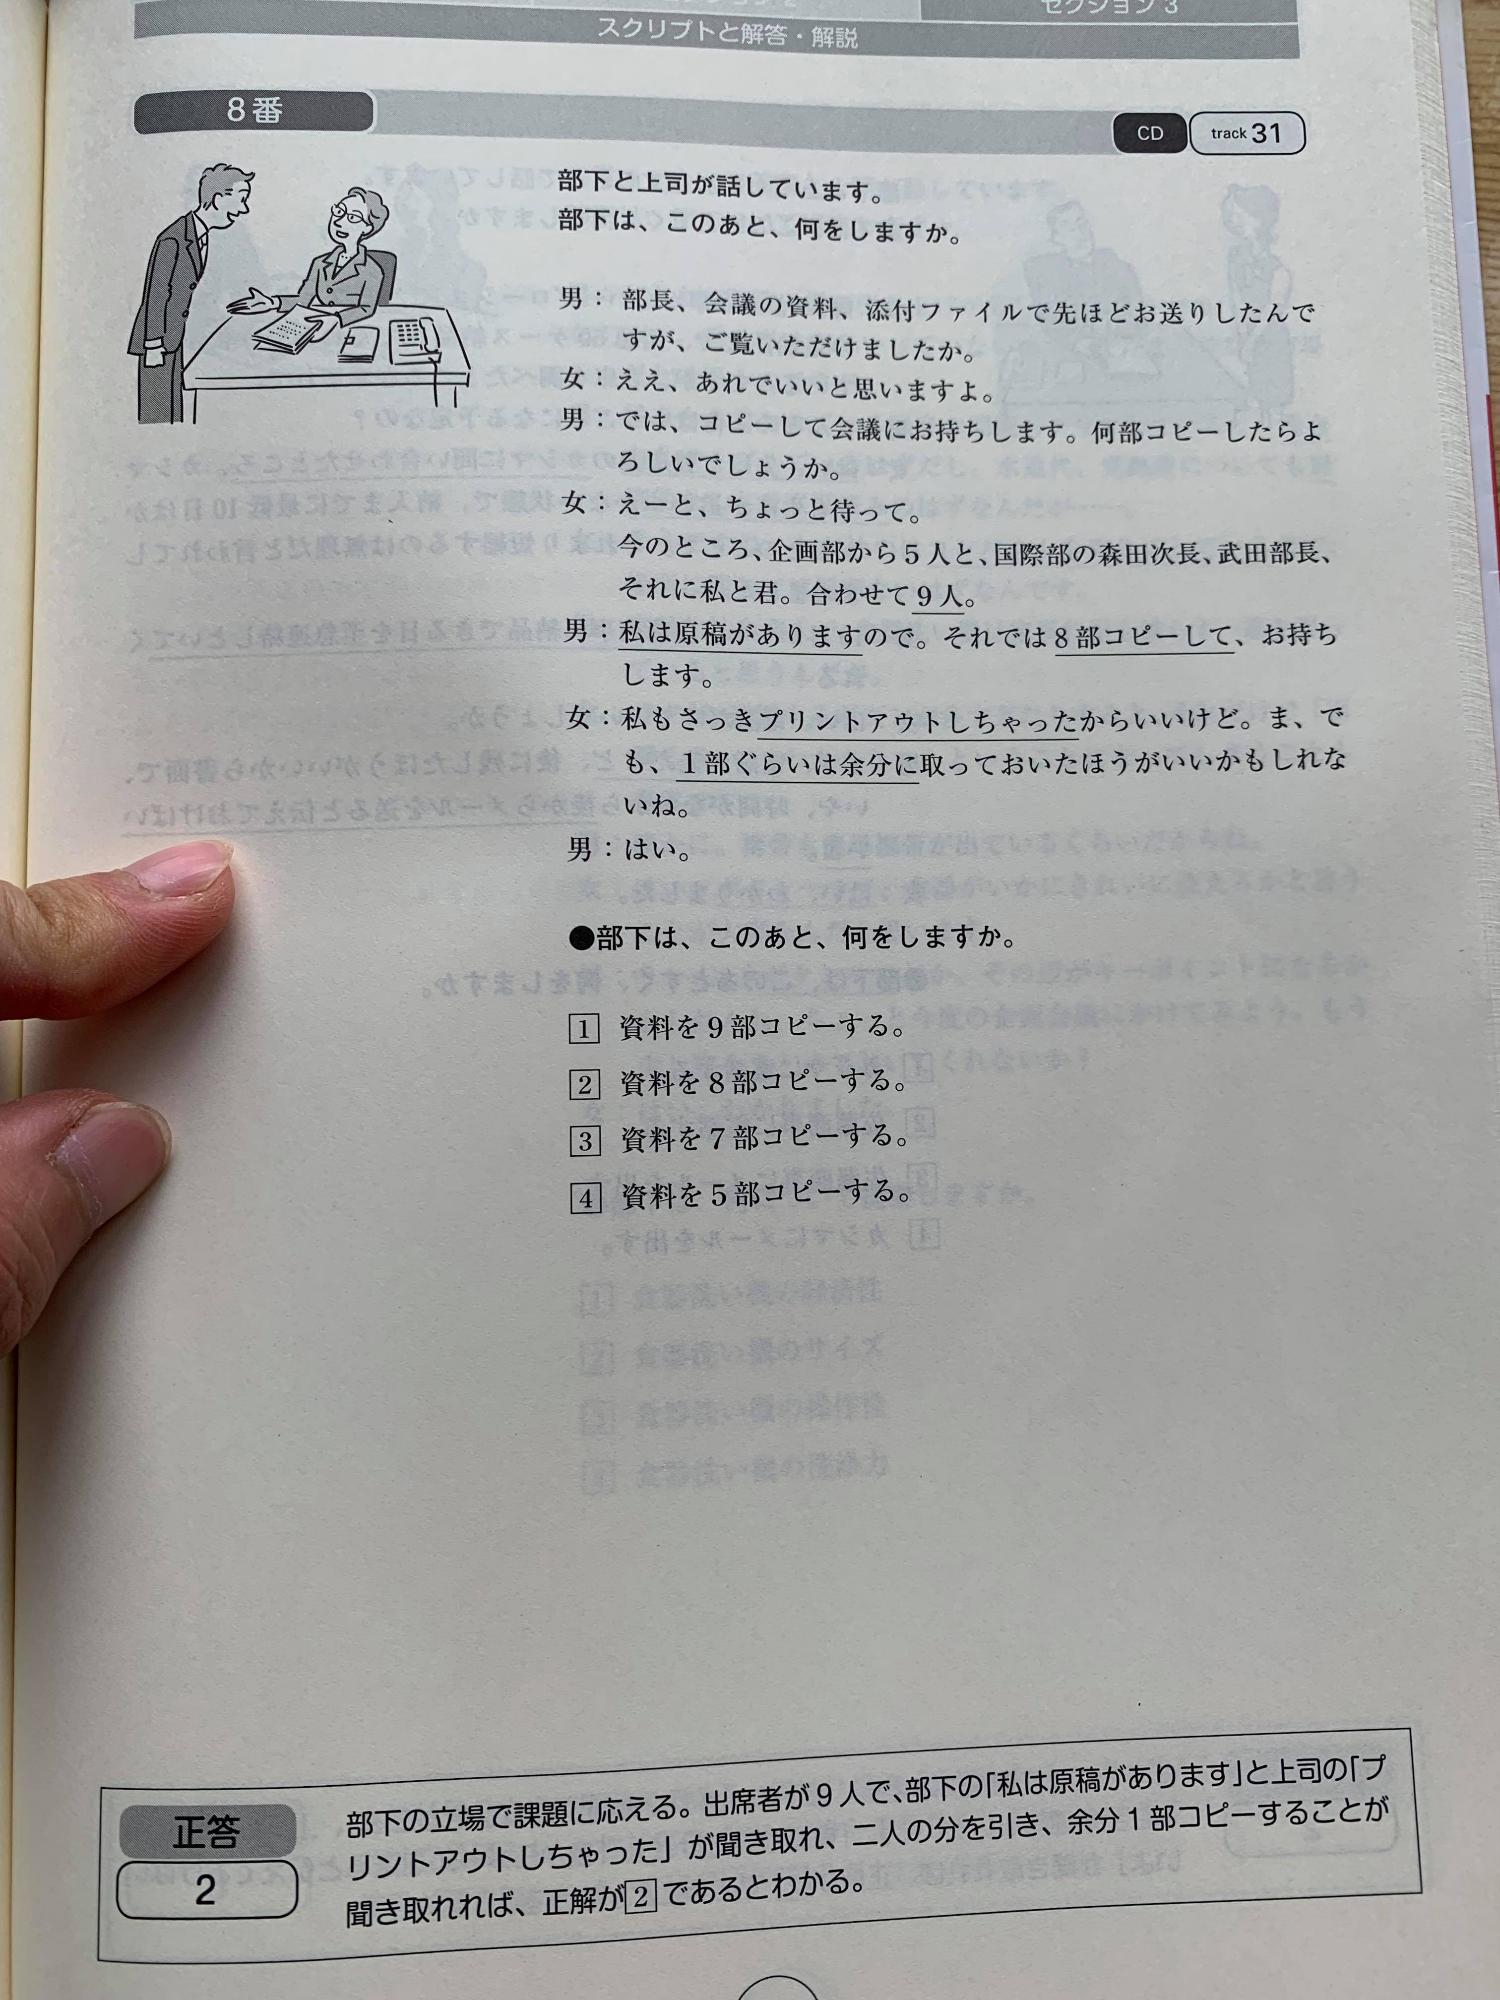 セクション 3
スクリプトと解答・解説
8番
CD track 31
部下と上司が話しています。
部下は、このあと、何をしますか。
男：部長、会議の資料、添付ファイルで先ほどお送りしたんで
すが、ご覧いただけましたか。
女：ええ、あれでいいと思いますよ。
男：では、コピーして会議にお持ちします。何部コピーしたらよ
ろしいでしょうか。
女：えーと、ちょっと待って。
今のところ、企画部から5人と、国際部の森田次長、武田部長、
それに私と君。合わせて9人。
男：私は原稿がありますので。それでは8部コピーして、お持ち
します。
女：私もさっきプリントアウトしちゃったからいいけど。ま、で
も、1部ぐらいは余分に取っておいたほうがいいかもしれな
いね。
男：はい。
●部下は、このあと、何をしますか。
1 資料を9部コピーする。
2 資料を8部コピーする。
3 資料を7部コピーする。
4 資料を5部コピーする。
正答
2
部下の立場で課題に応える。出席者が9人で、部下の「私は原稿があります」と上司の「プ
リントアウトしちゃった」が聞き取れ、二人の分を引き、余分1部コピーすることが
聞き取れれば、正解が2であるとわかる。